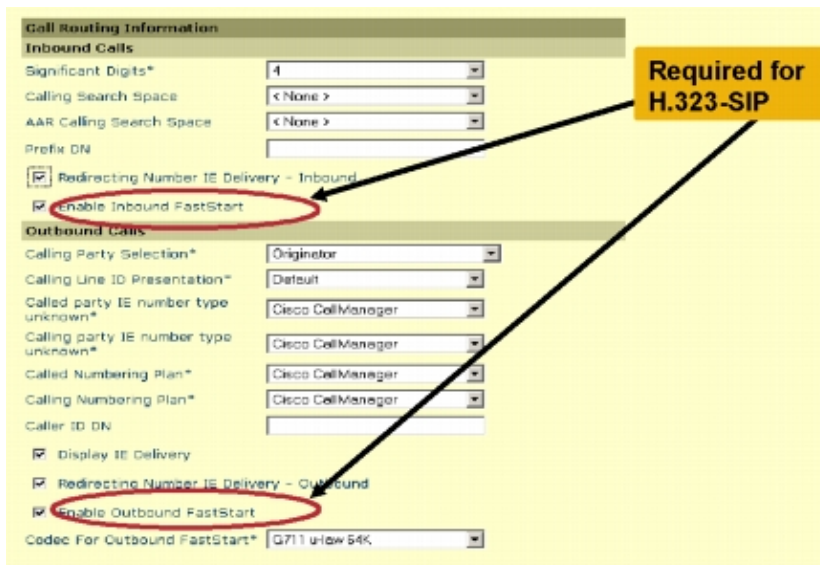 Call Routing Information
Inbound Calls
Significant Digits* 4
Calling Search Space < None >
AAR Calling Search Space < None >
Prefix DN
Redirecting Number IE Delivery - Inbound
Enable Inbound FastStart
Required for
H.323-SIP
Outbound Calls
Calling Party Selection* Originator
Calling Line ID Presentation* Default
Called party IE number type
unknown* Cisco CallManager
Calling party IE number type
unknown* Cisco CallManager
Called Numbering Plan* Cisco CallManager
Calling Numbering Plan* Cisco CallManager
Caller ID DN
Display IE Delivery
Redirecting Number IE Delivery - Outbound
Enable Outbound FastStart
Codec For Outbound FastStart* G711 u-law 64K